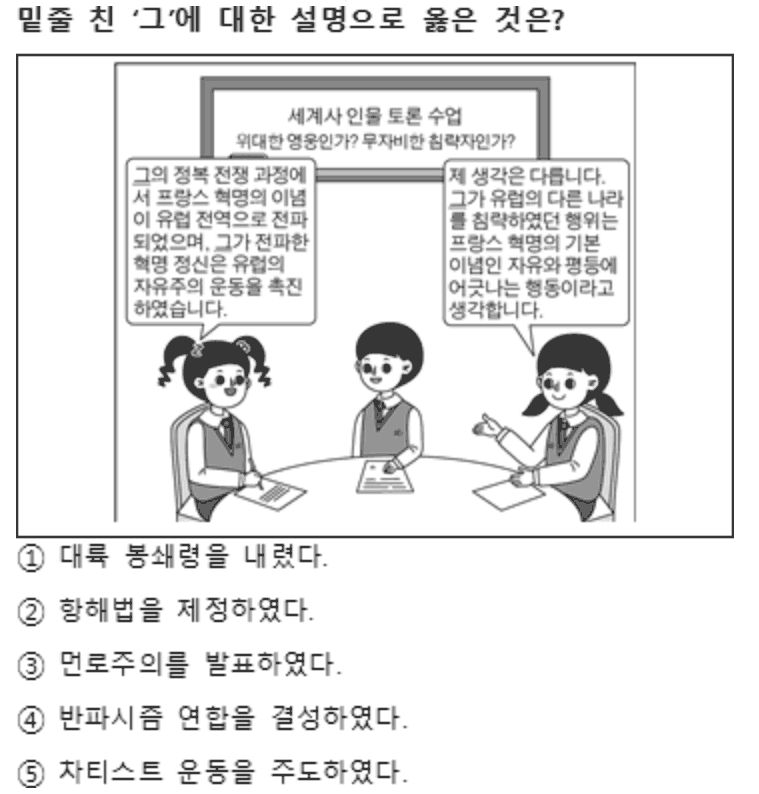 밑줄 친 ‘그’에 대한 설명으로 옳은 것은?
세계사 인물 토론 수업
위대한 영웅인가? 무자비한 침략자인가?
그의 정복 전쟁 과정에
서 프랑스 혁명의 이념
이 유럽 전역으로 전파
되었으며, 그가 전파한
혁명 정신은 유럽의
자유주의 운동을 촉진
하였습니다.
제 생각은 다릅니다.
그가 유럽의 다른 나라
를 침략하였던 행위는
프랑스 혁명의 기본
이념인 자유와 평등에
어긋나는 행동이라고
생각합니다.
① 대륙 봉쇄령을 내렸다.
② 항해법을 제정하였다.
③ 먼로주의를 발표하였다.
④ 반파시즘 연합을 결성하였다.
⑤ 차티스트 운동을 주도하였다.